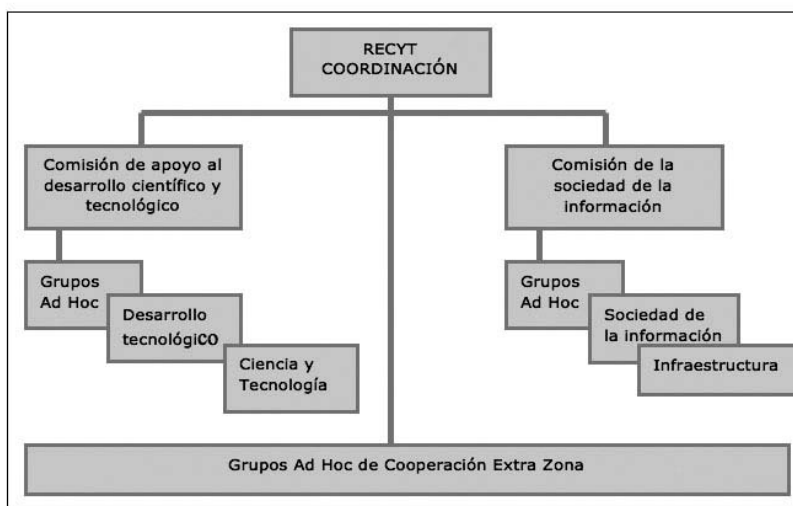 RECYT
COORDINACIÓN
Comisión de apoyo al
desarrollo científico y
tecnológico
Comisión de la
sociedad de la
información
Grupos
Ad Hoc
Desarrollo
tecnológico
Ciencia y
Tecnología
Grupos
Ad Hoc
Sociedad de
la información
Infraestructura
Grupos Ad Hoc de Cooperación Extra Zona